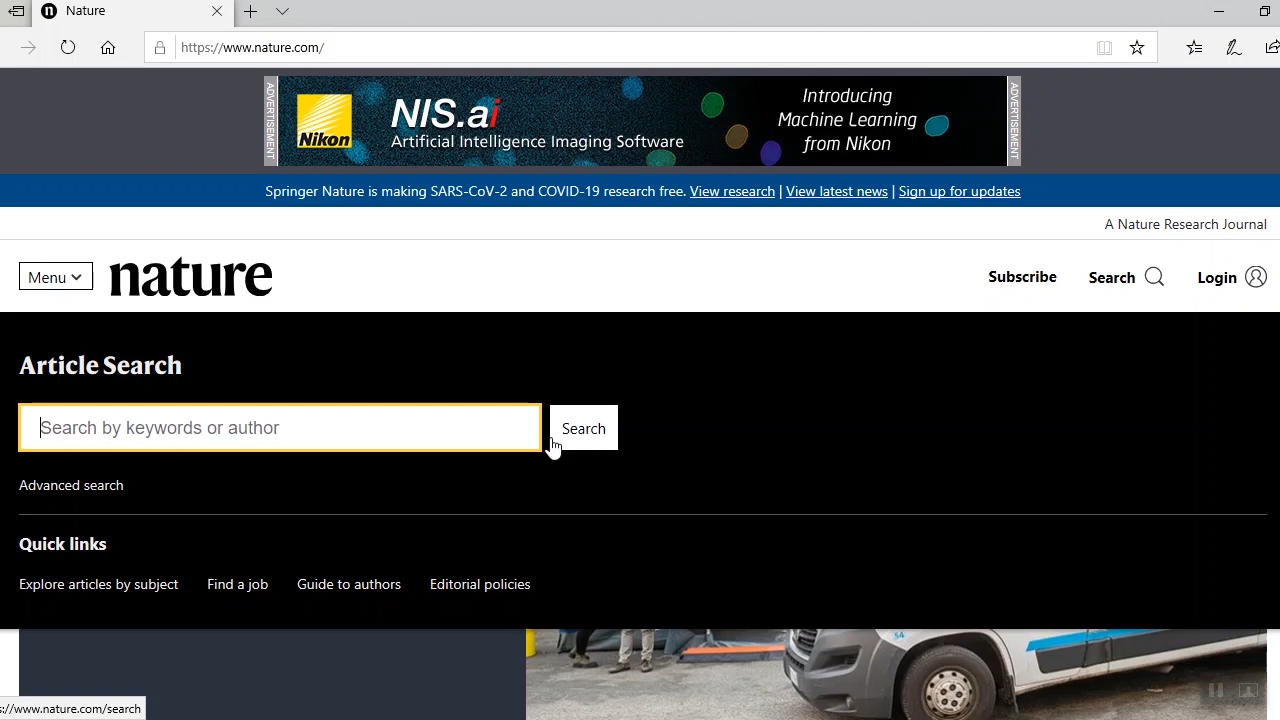 Nature
https://www.nature.com/
ADVERTISEMENT
Nikon
NIS.ai
Artificial Intelligence Imaging Software
Introducing
Machine Learning
from Nikon
ADVERTISEMENT
Springer Nature is making SARS-CoV-2 and COVID-19 research free. View research | View latest news | Sign up for updates
A Nature Research Journal
Menu
nature
Subscribe
Search
Login
Article Search
Search by keywords or author
Search
Advanced search
Quick links
Explore articles by subject
Find a job
Guide to authors
Editorial policies
54
s://www.nature.com/search